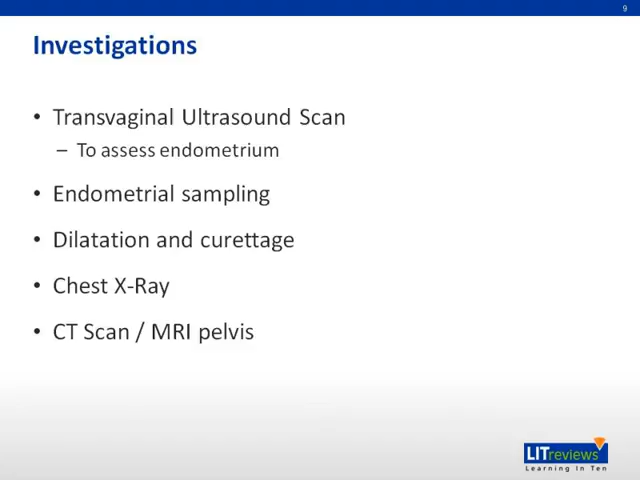 9
Investigations
• Transvaginal Ultrasound Scan
– To assess endometrium
• Endometrial sampling
• Dilatation and curettage
• Chest X-Ray
• CT Scan / MRI pelvis
LITreviews
Learning In Ten